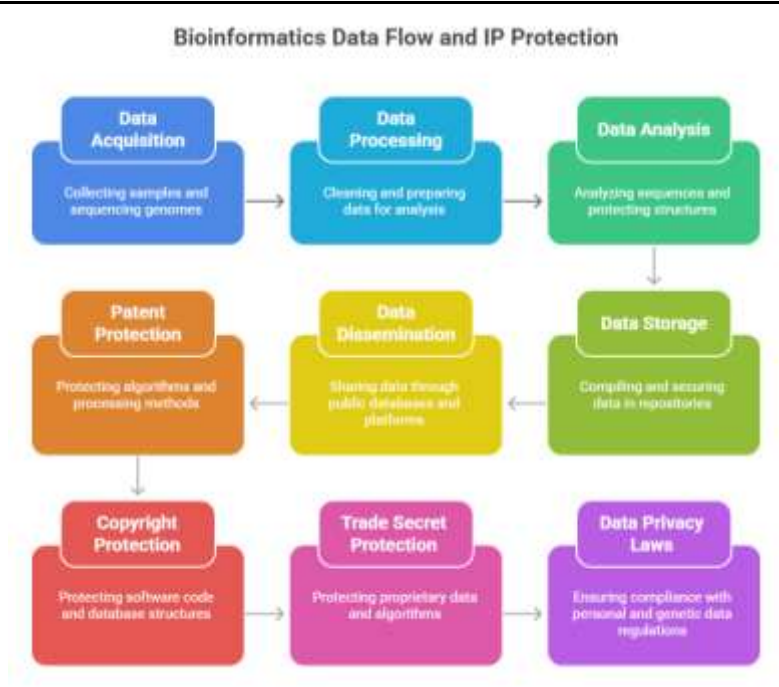 Bioinformatics Data Flow and IP Protection
Data
Acquisition
Collecting samples and
sequencing genomes
Data
Processing
Cleaning and preparing
data for analysis
Data Analysis
Analyzing sequences and
protecting structures
Data Storage
Compiling and securing
data in repositories
Data
Dissemination
Sharing data through
public databases and
platforms
Patent
Protection
Protecting algorithms and
processing methods
Copyright
Protection
Protecting software code
and database structures
Trade Secret
Protection
Protecting proprietary data
and algorithms
Data Privacy
Laws
Ensuring compliance with
personal and genetic data
regulations